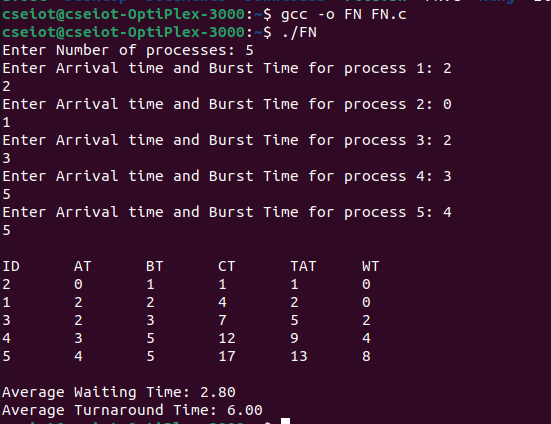 cseiot@cseiot-OptiPlex-3000:~$ gcc -o FN FN.c
cseiot@cseiot-OptiPlex-3000:~$ ./FN
Enter Number of processes: 5
Enter Arrival time and Burst Time for process 1: 2
2
Enter Arrival time and Burst Time for process 2: 0
1
Enter Arrival time and Burst Time for process 3: 2
3
Enter Arrival time and Burst Time for process 4: 3
5
Enter Arrival time and Burst Time for process 5: 4
5
ID AT BT CT TAT WT
2 0 1 1 1 0
1 2 2 4 2 0
3 2 3 7 5 2
4 3 5 12 9 4
5 4 5 17 13 8
Average Waiting Time: 2.80
Average Turnaround Time: 6.00
cseiot@cseiot-OptiPlex-3000:~$